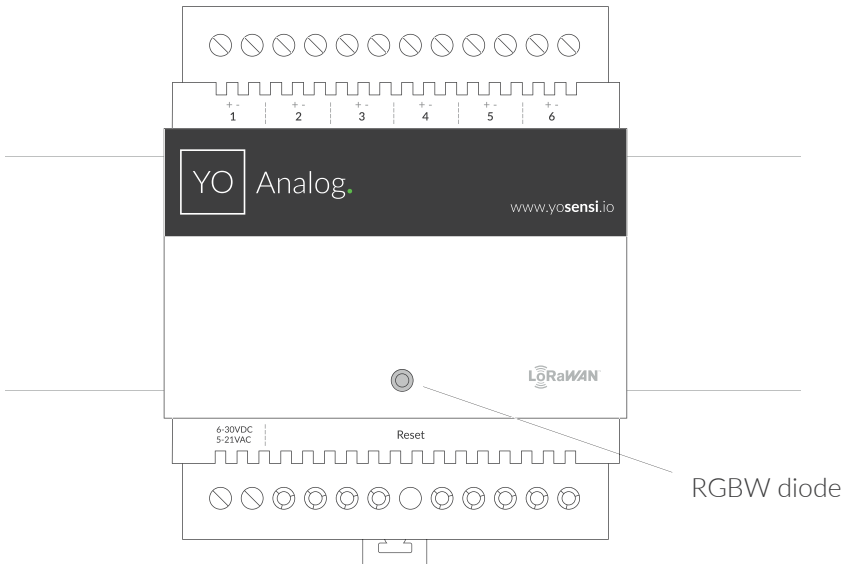 + - + - + - + - + - + -
1 2 3 4 5 6
YO Analog.
www.yosensi.io
LoRaWAN
6-30VDC
5-21VAC
Reset
RGBW diode